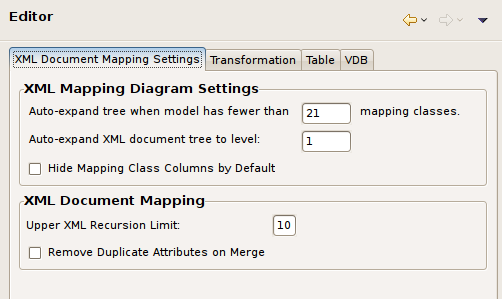 Editor
XML Document Mapping Settings Transformation Table VDB
XML Mapping Diagram Settings
Auto-expand tree when model has fewer than 21 mapping classes.
Auto-expand XML document tree to level: 1
Hide Mapping Class Columns by Default
XML Document Mapping
Upper XML Recursion Limit: 10
Remove Duplicate Attributes on Merge